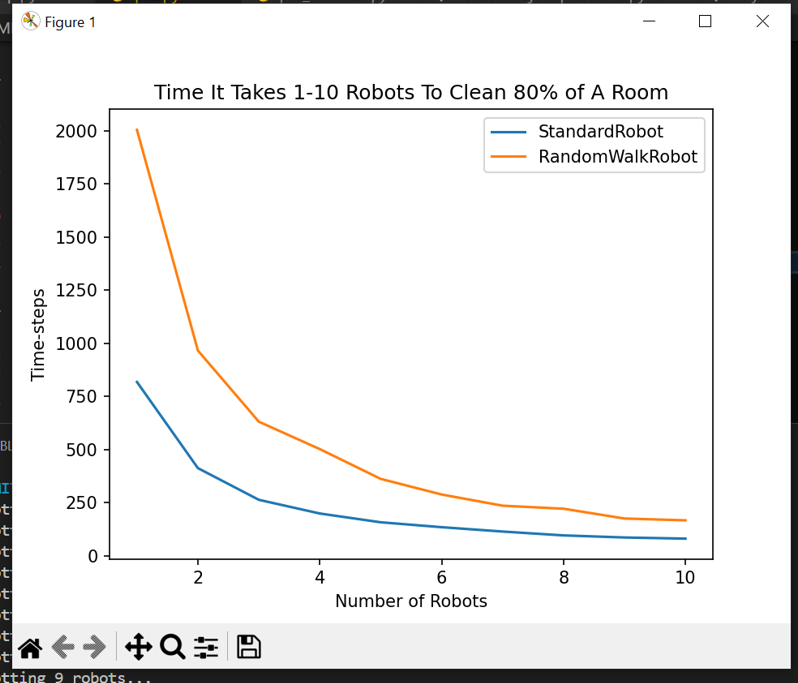 Figure 1
Time It Takes 1-10 Robots To Clean 80% of A Room
StandardRobot
RandomWalkRobot
2000
1750
1500
1250
1000
750
500
250
0
Time-steps
2 4 6 8 10
Number of Robots
9 robots...